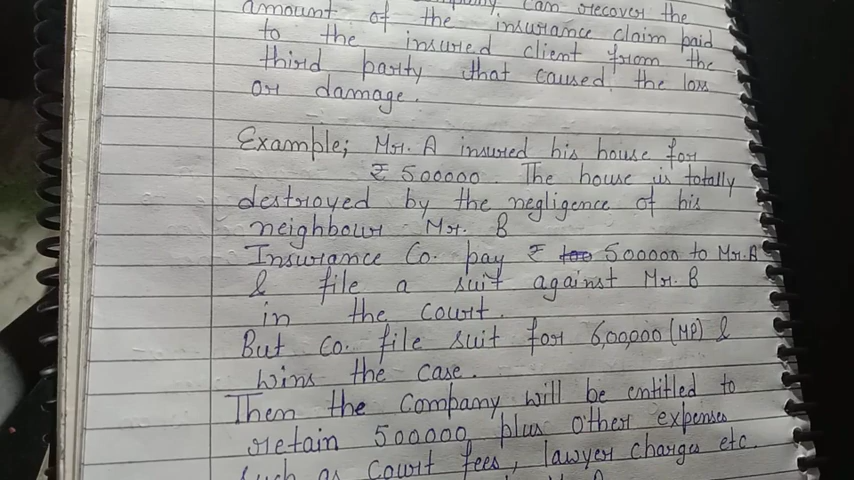 can recover the
amount of the insurance claim paid
to the insured client from the
third party that caused the loss
or damage.
Example; Mr. A insured his house for
₹ 500000. The house is totally
destroyed by the negligence of his
neighbour Mr. B
Insurance Co. pay ₹ 500000 to Mr. A
& file a suit against Mr. B
in the court.
But Co. file suit for 6,00,000 (MP) &
wins the case.
Then the Company will be entitled to
retain 500000 plus other expenses
such as Court fees, lawyer charges etc.